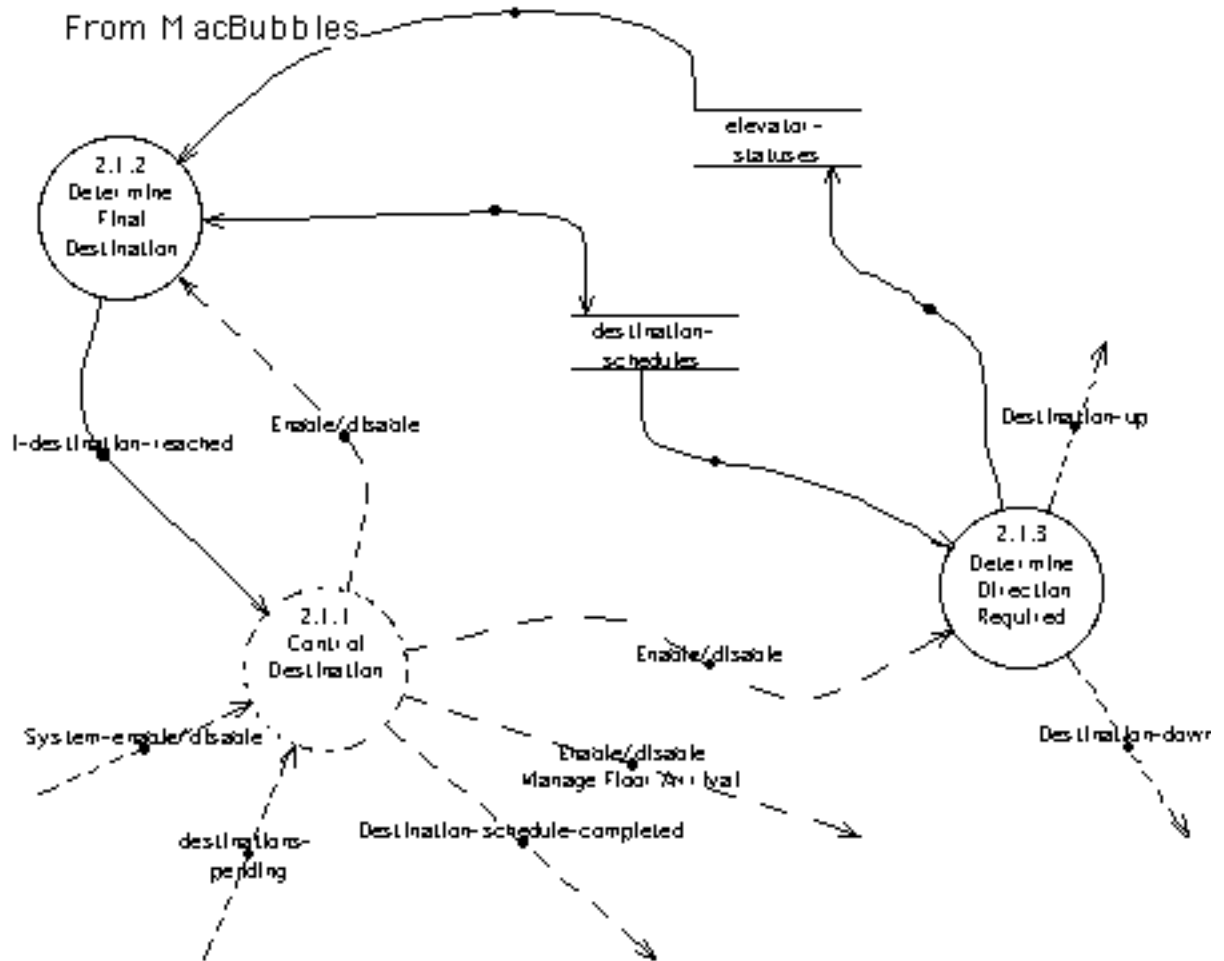 From MacBubbles
elevator-
statuses
2.1.2
Determine
Final
Destination
destination-
schedules
Enable/disable
l-destination-reached
Destination-up
2.1.3
Determine
Direction
Required
2.1.1
Control
Destination
Enable/disable
System-enable/disable
Enable/disable
Manage Floor Arrival
Destination-down
Destination-schedule-completed
destinations-
pending